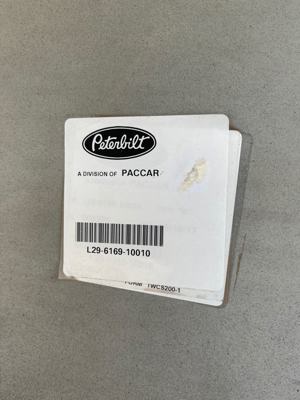 Peterbilt
A DIVISION OF PACCAR
L29-6169-10010
FORM TWCS200-1